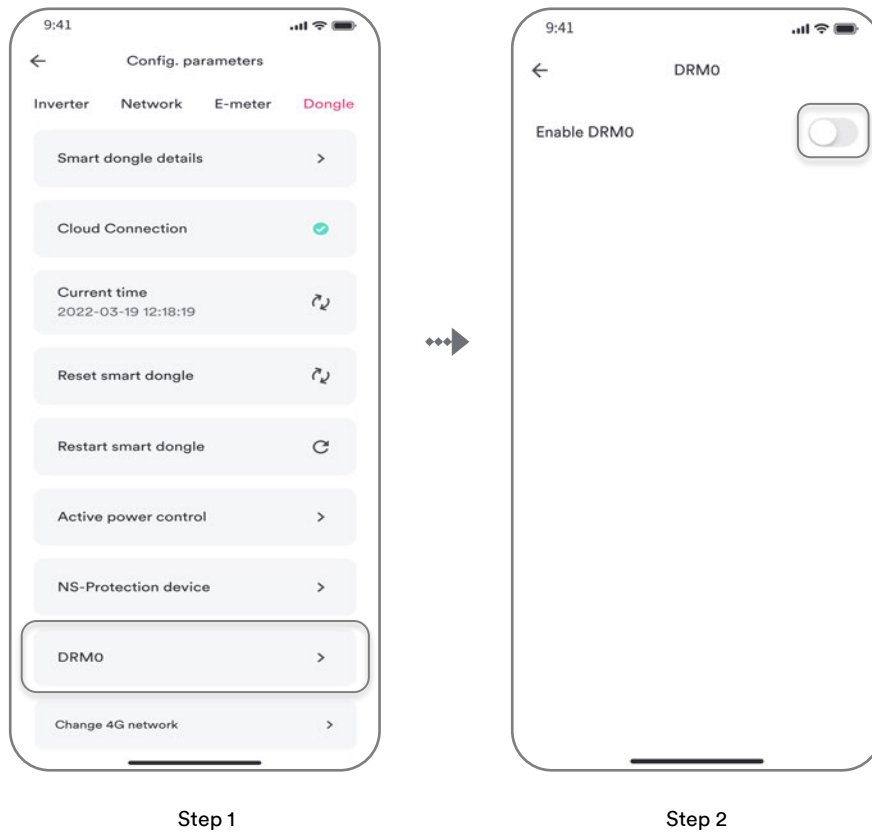 9:41
Config. parameters
Inverter Network E-meter Dongle
Smart dongle details
Cloud Connection
Current time
2022-03-19 12:18:19
Reset smart dongle
Restart smart dongle
Active power control
NS-Protection device
DRM0
Change 4G network
Step 1
9:41
DRM0
Enable DRM0
Step 2